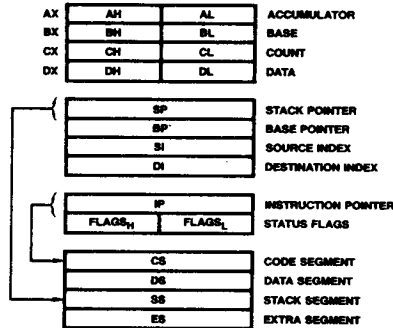 AX AH AL ACCUMULATOR
BX BH BL BASE
CX CH CL COUNT
DX DH DL DATA
SP STACK POINTER
BP BASE POINTER
SI SOURCE INDEX
DI DESTINATION INDEX
IP INSTRUCTION POINTER
FLAGSH FLAGSL STATUS FLAGS
CS CODE SEGMENT
DS DATA SEGMENT
SS STACK SEGMENT
ES EXTRA SEGMENT